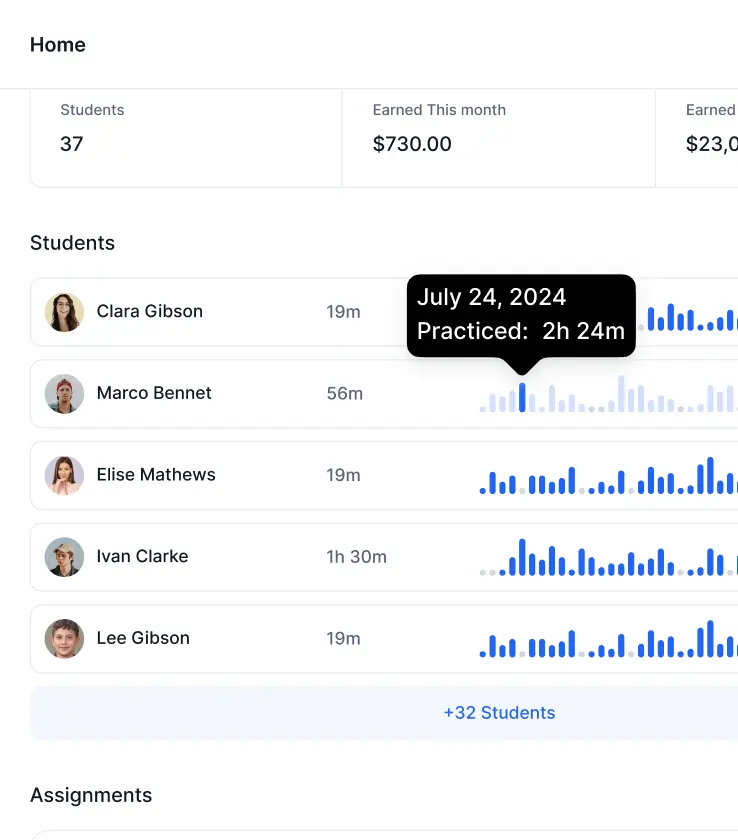 Home
Students
Earned This month
Earned
37
$730.00
$23,0
Students
Clara Gibson
19m
July 24, 2024
Practiced: 2h 24m
Marco Bennet
56m
Elise Mathews
19m
Ivan Clarke
1h 30m
Lee Gibson
19m
+32 Students
Assignments